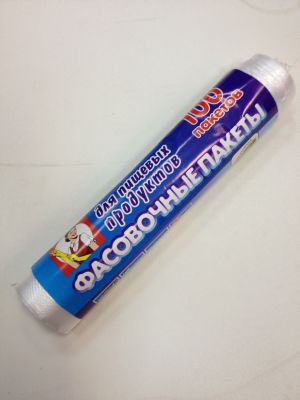 100
пакетов
для пищевых
продуктов
ФАСОВОЧНЫЕ ПАКЕТЫ